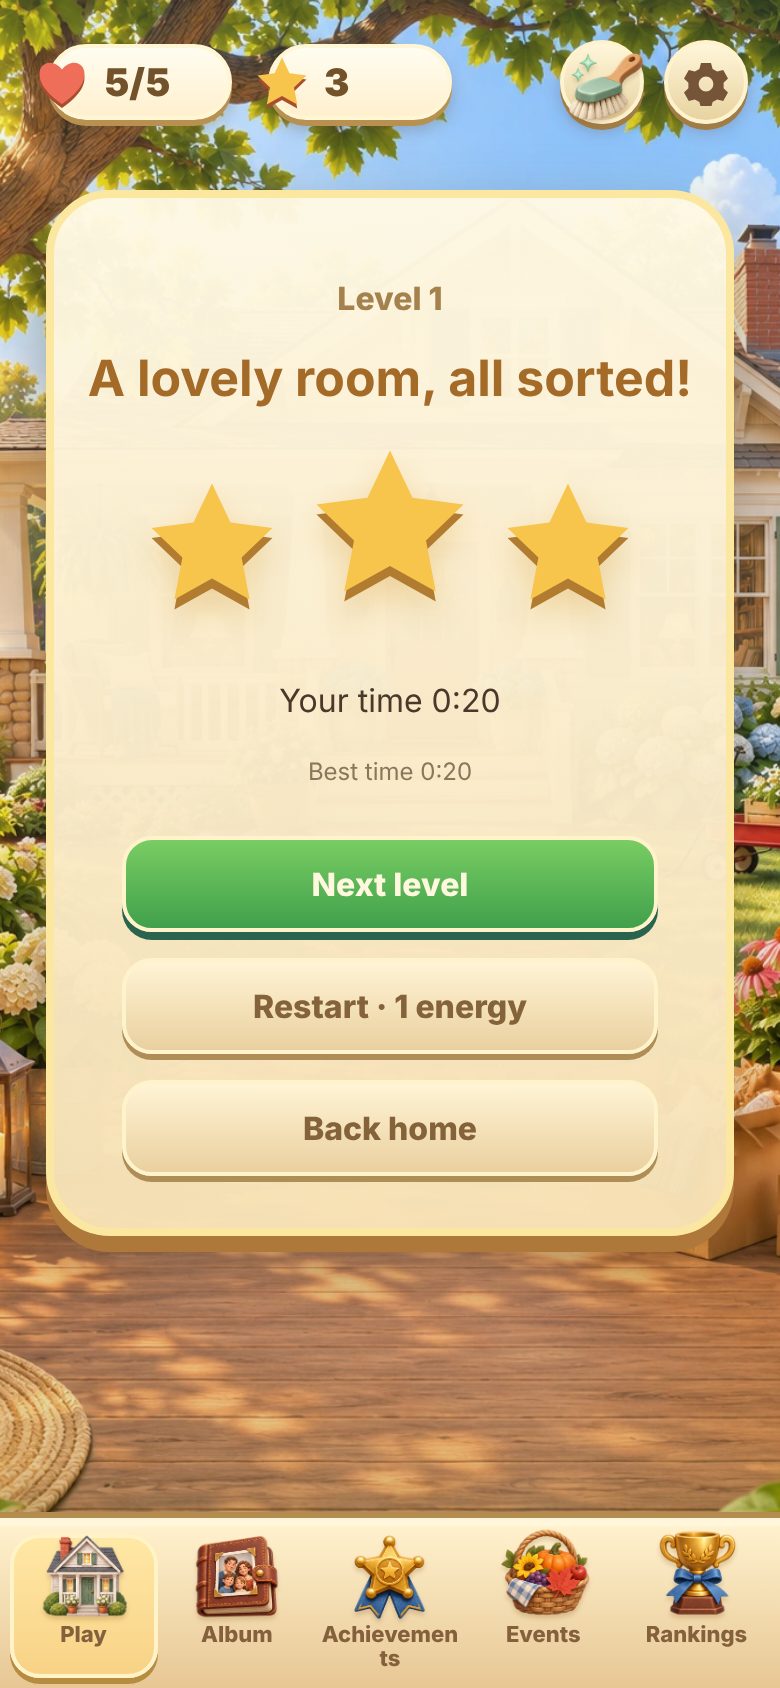 5/5
3
Level 1
A lovely room, all sorted!
Your time 0:20
Best time 0:20
Next level
Restart · 1 energy
Back home
Play
Album
Achievemen
ts
Events
Rankings